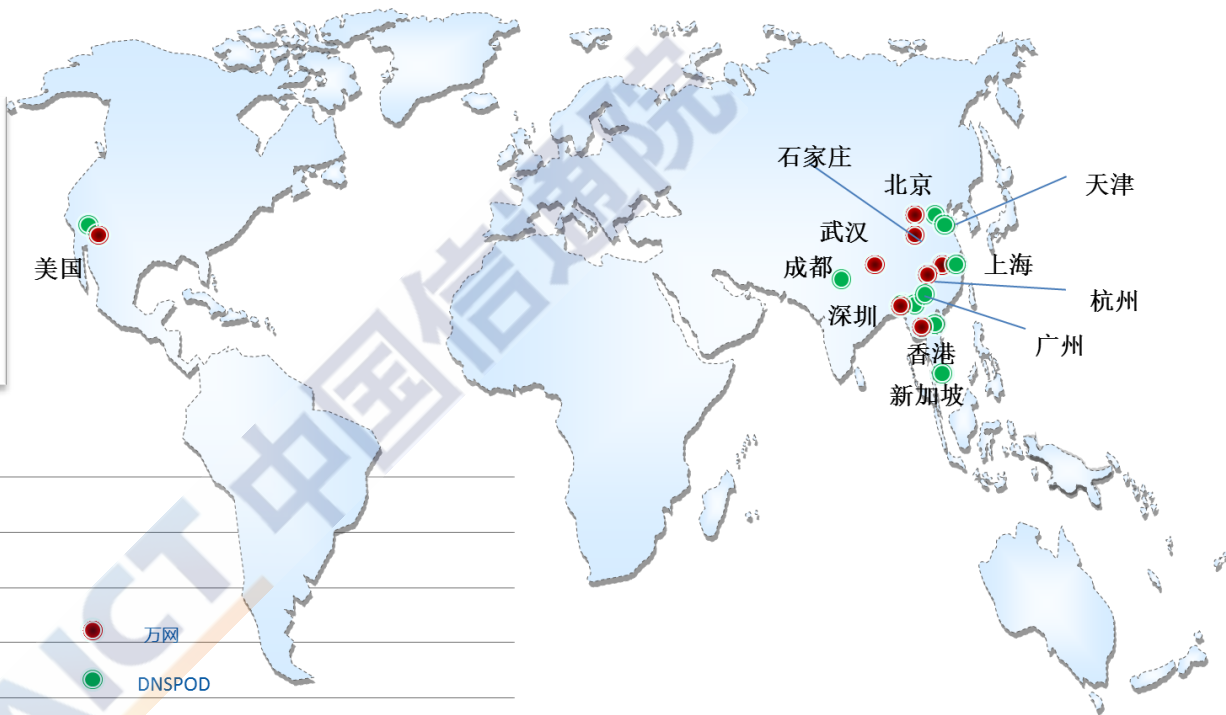 石家庄
北京
天津
武汉
成都
上海
美国
杭州
深圳
广州
香港
新加坡
万网
DNSPOD
CAICT 中国信通院